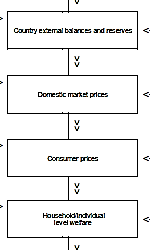 Country external balances and reserves
Domestic market prices
Consumer prices
Household/individual
level welfare